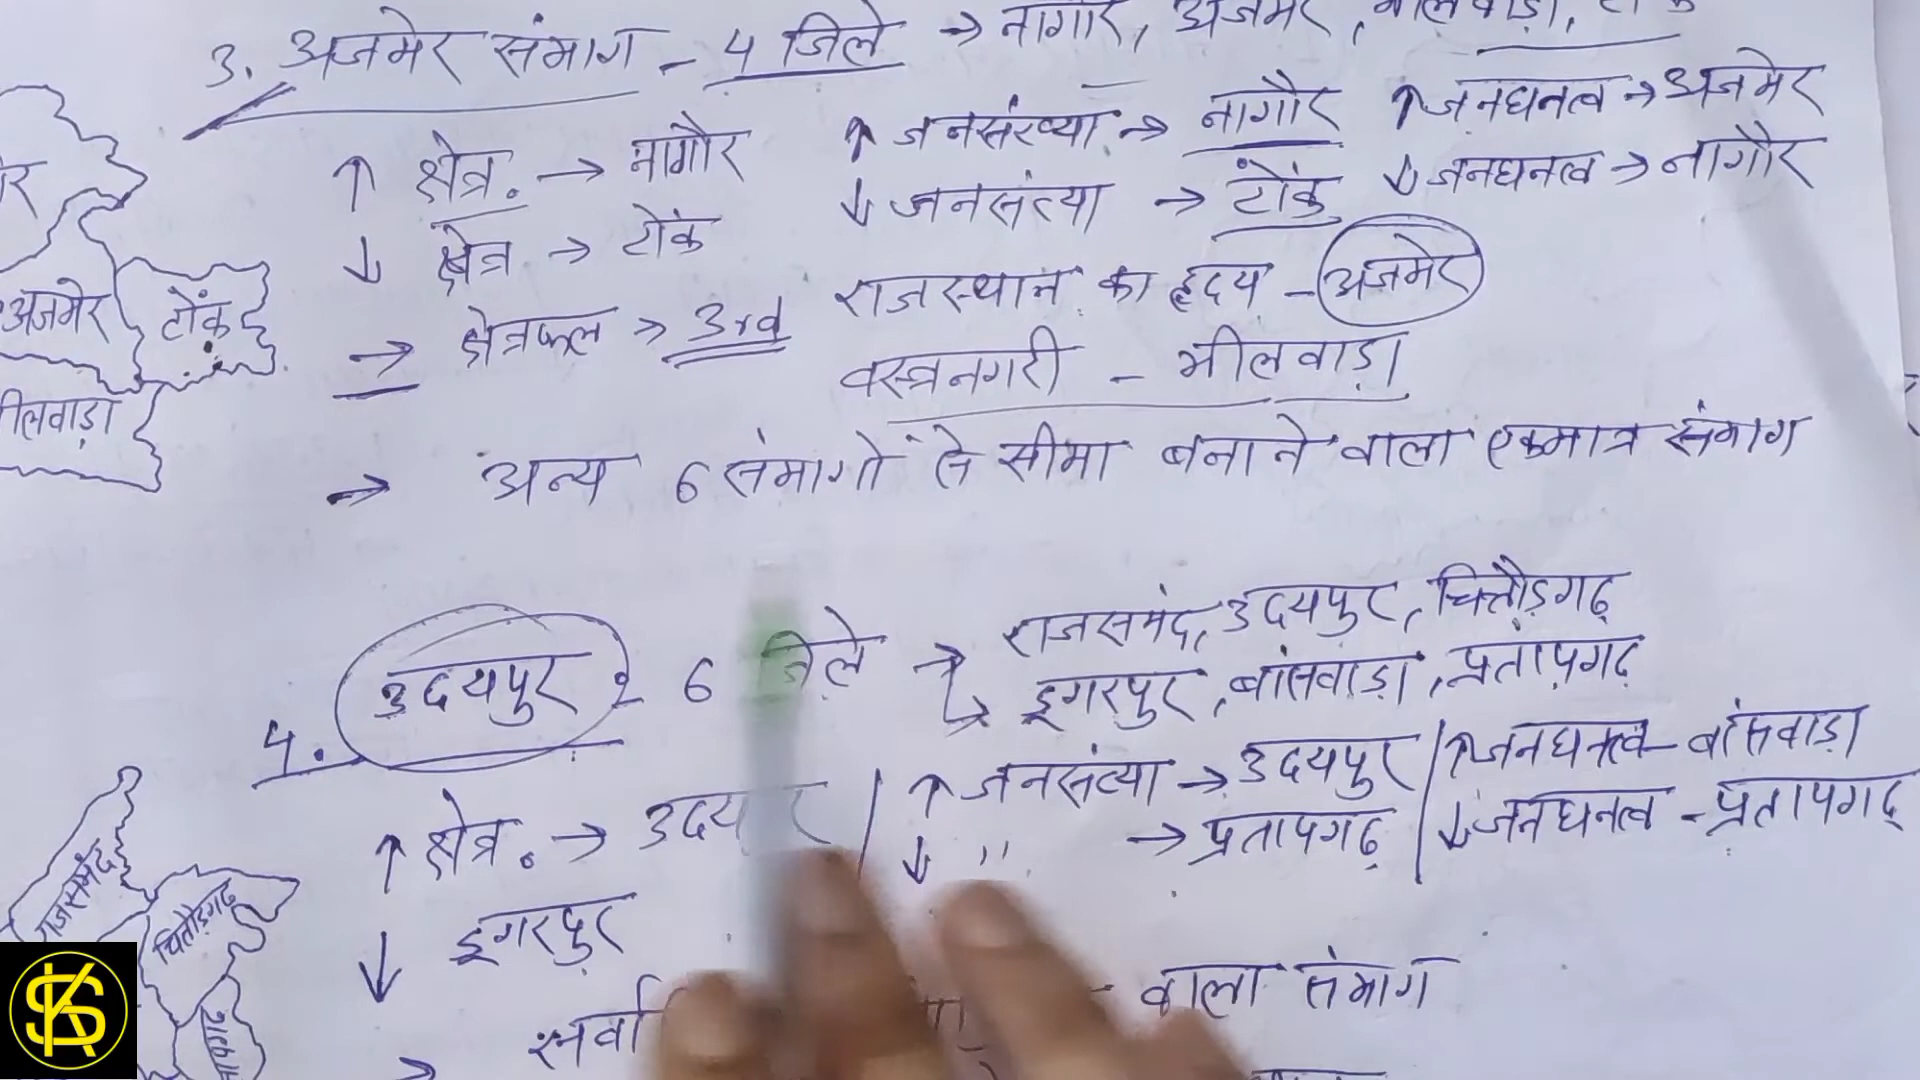 3. अजमेर संभाग - 4 जिले → नागौर, अजमेर, भीलवाड़ा, टोंक
↑ क्षेत्र. → नागौर ↑ जनसंख्या → नागौर ↑ जनघनत्व → अजमेर
↓ क्षेत्र → टोंक ↓ जनसंख्या → टोंक ↓ जनघनत्व → नागौर
→ क्षेत्रफल → 3rd राजस्थान का हृदय - अजमेर
वस्त्रनगरी - भीलवाड़ा
→ अन्य 6 संभागों से सीमा बनाने वाला एकमात्र संभाग
अजमेर टोंक
4. उदयपुर - 6 जिले → राजसमंद, उदयपुर, चित्तौड़गढ़
→ डुगरपुर, बांसवाड़ा, प्रतापगढ़
↑ क्षेत्र. → | ↑ जनसंख्या → उदयपुर | ↑ जनघनत्व - बांसवाड़ा
↓ डुगरपुर ↓ " → प्रतापगढ़ | ↓ जनघनत्व - प्रतापगढ़
→ वाला संभाग
राजसमंद चित्तौड़गढ़
KS